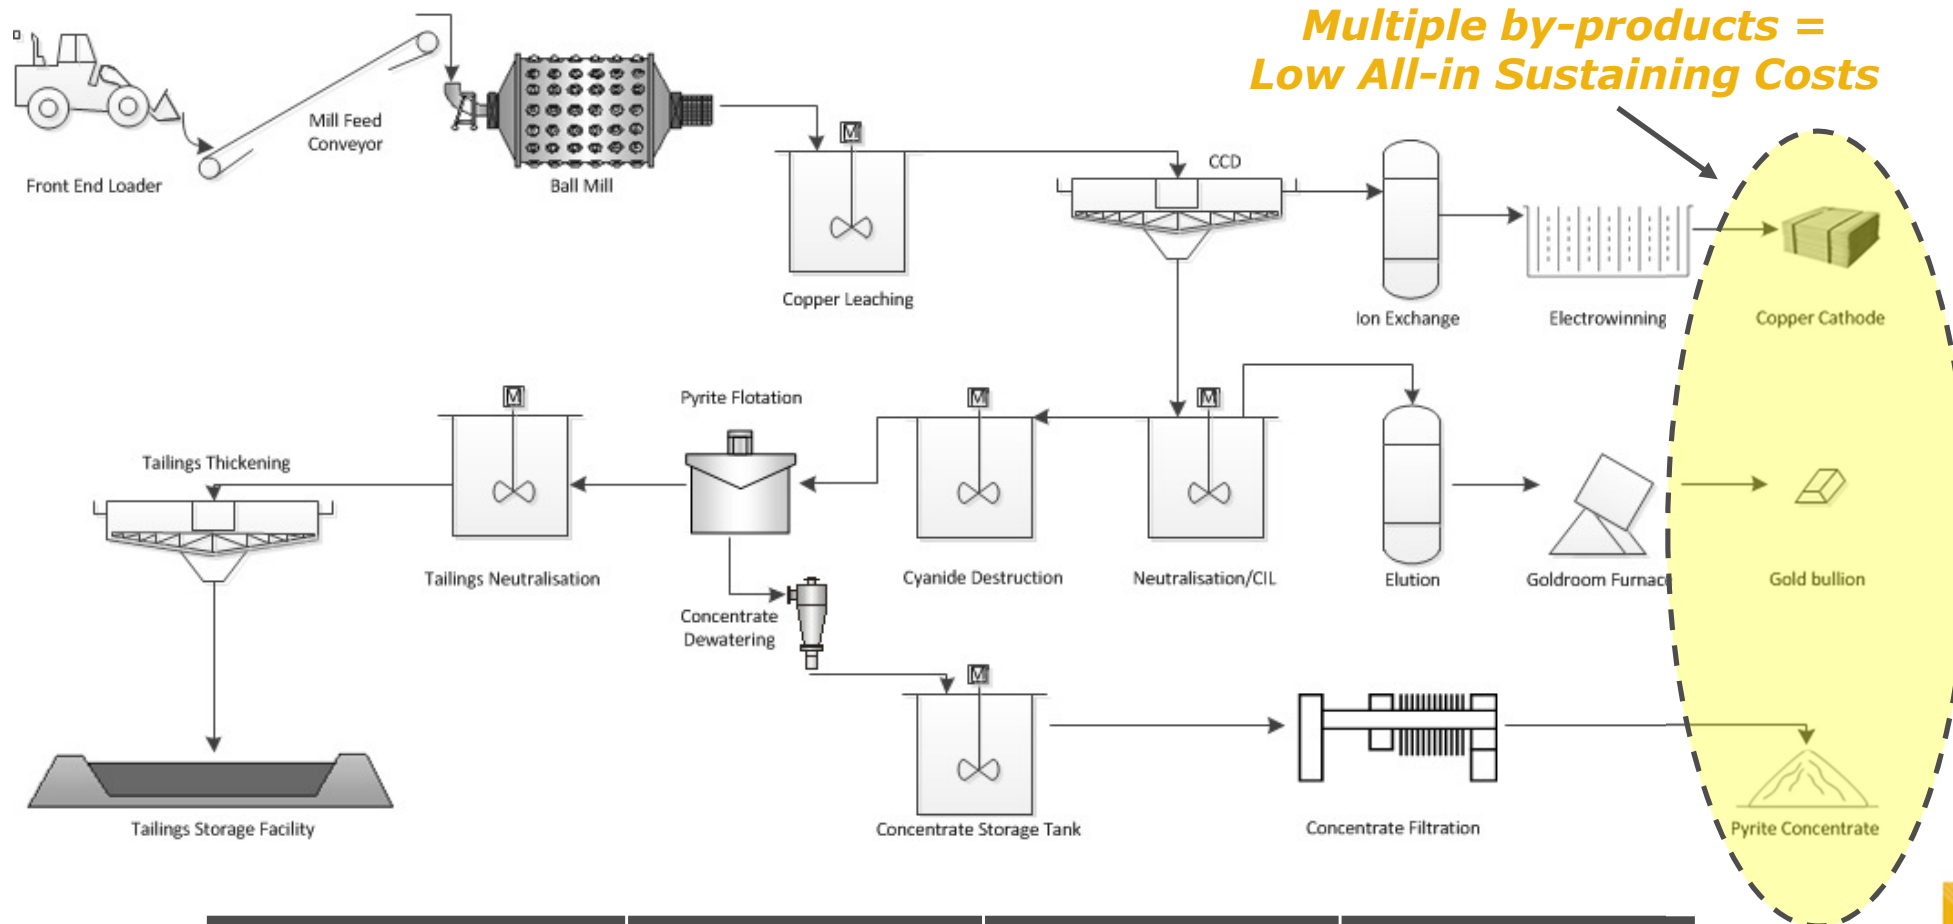 Multiple by-products =
Low All-in Sustaining Costs
Mill Feed
Conveyor
Front End Loader
Ball Mill
M
CCD
Copper Leaching
Ion Exchange
Electrowinning
Copper Cathode
M
Pyrite Flotation
M
M
Tailings Thickening
Tailings Neutralisation
Cyanide Destruction
Neutralisation/CIL
Elution
Goldroom Furnace
Gold bullion
Concentrate
Dewatering
M
Tailings Storage Facility
Concentrate Storage Tank
Concentrate Filtration
Pyrite Concentrate